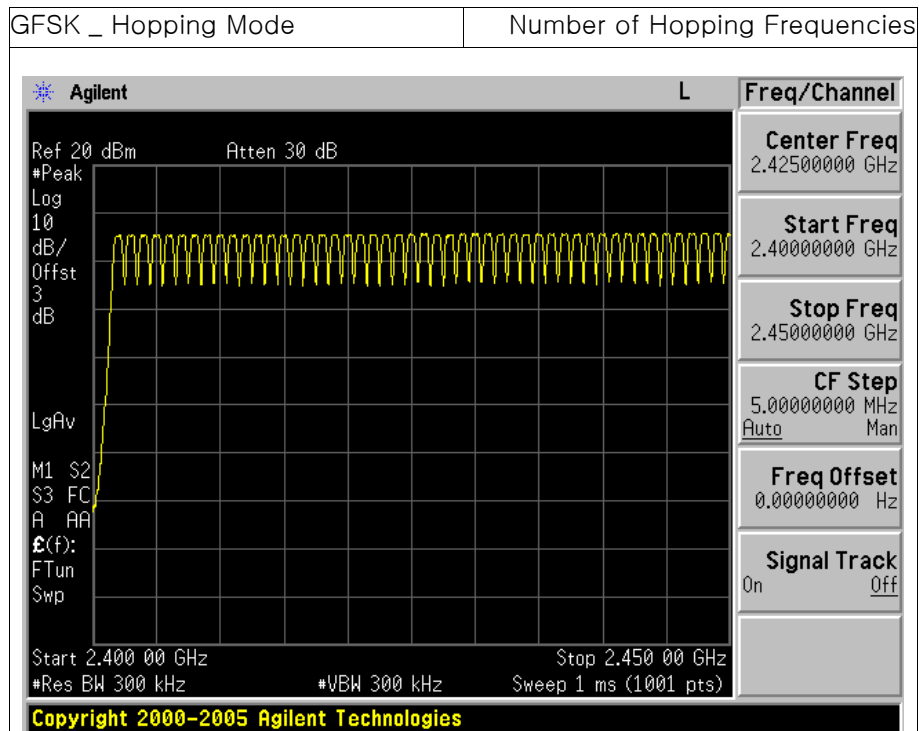 GFSK _ Hopping Mode
Number of Hopping Frequencies
Agilent
L
Freq/Channel
Ref 20 dBm
Atten 30 dB
#Peak
Log
10
dB/
Offst
3
dB
LgAv
M1 S2
S3 FC
A AA
£(f):
FTun
Swp
Start 2.400 00 GHz
Stop 2.450 00 GHz
#Res BW 300 kHz
#VBW 300 kHz
Sweep 1 ms (1001 pts)
Copyright 2000-2005 Agilent Technologies
Center Freq
2.42500000 GHz
Start Freq
2.40000000 GHz
Stop Freq
2.45000000 GHz
CF Step
5.00000000 MHz
Auto Man
Freq Offset
0.00000000 Hz
Signal Track
On Off